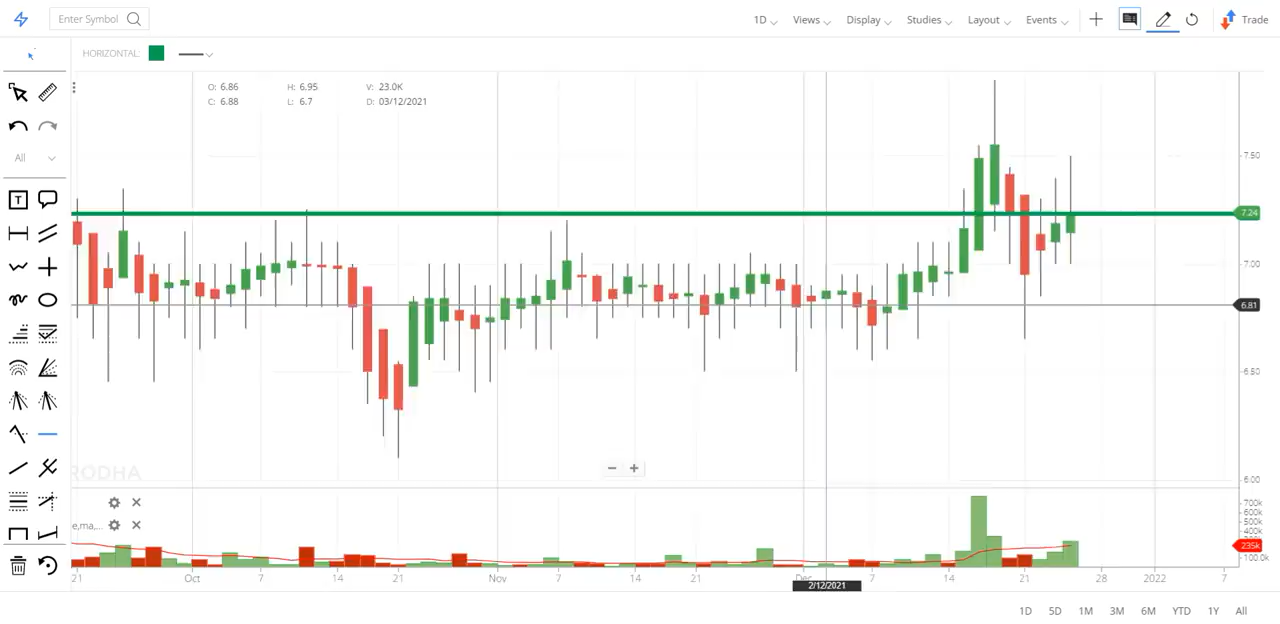 Enter Symbol
1D Views Display Studies Layout Events Trade
HORIZONTAL:
O: 6.86 H: 6.95 V: 23.0K
C: 6.88 L: 6.7 D: 03/12/2021
All
T
7.50
7.24
7.00
6.81
6.50
6.00
RODHA
e,ma,...
700k
600k
500k
400k
235k
100.0k
21 Oct 7 14 21 Nov 7 14 21 Dec 7 14 21 28 2022 7
2/12/2021
1D 5D 1M 3M 6M YTD 1Y All